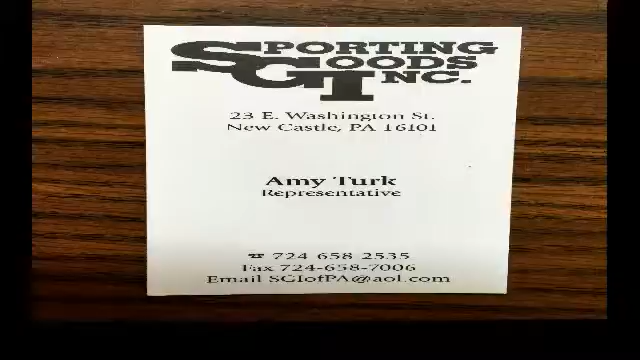 SPORTING
GOODS
INC.
23 E. Washington St.
New Castle, PA 16101
Amy Turk
Representative
☎ 724 658 2535
Fax 724-658-7006
Email SGIofPA@aol.com